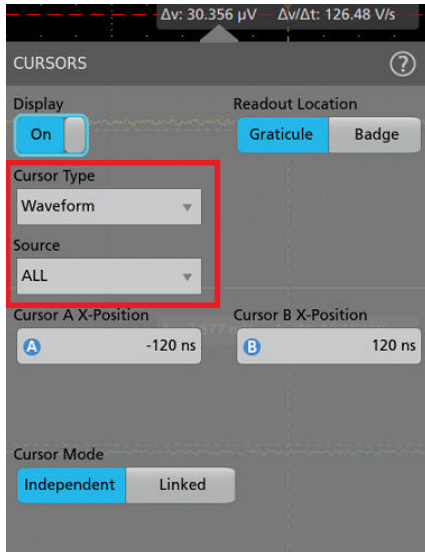 Δv: 30.356 µV Δv/Δt: 126.48 V/s
CURSORS ?
Display Readout Location
On Graticule Badge
Cursor Type
Waveform
Source
ALL
Cursor A X-Position Cursor B X-Position
A -120 ns B 120 ns
Cursor Mode
Independent Linked